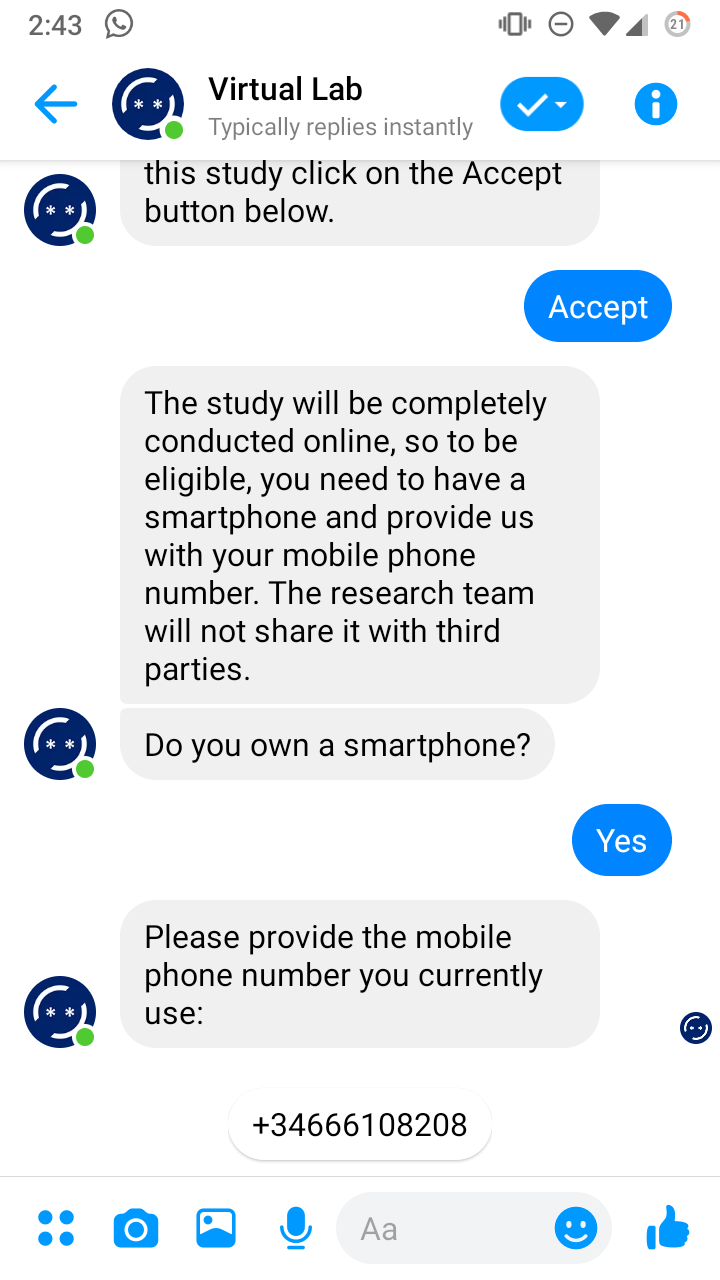 2:43
21
Virtual Lab
Typically replies instantly
this study click on the Accept
button below.
Accept
The study will be completely
conducted online, so to be
eligible, you need to have a
smartphone and provide us
with your mobile phone
number. The research team
will not share it with third
parties.
Do you own a smartphone?
Yes
Please provide the mobile
phone number you currently
use:
+34666108208
Aa